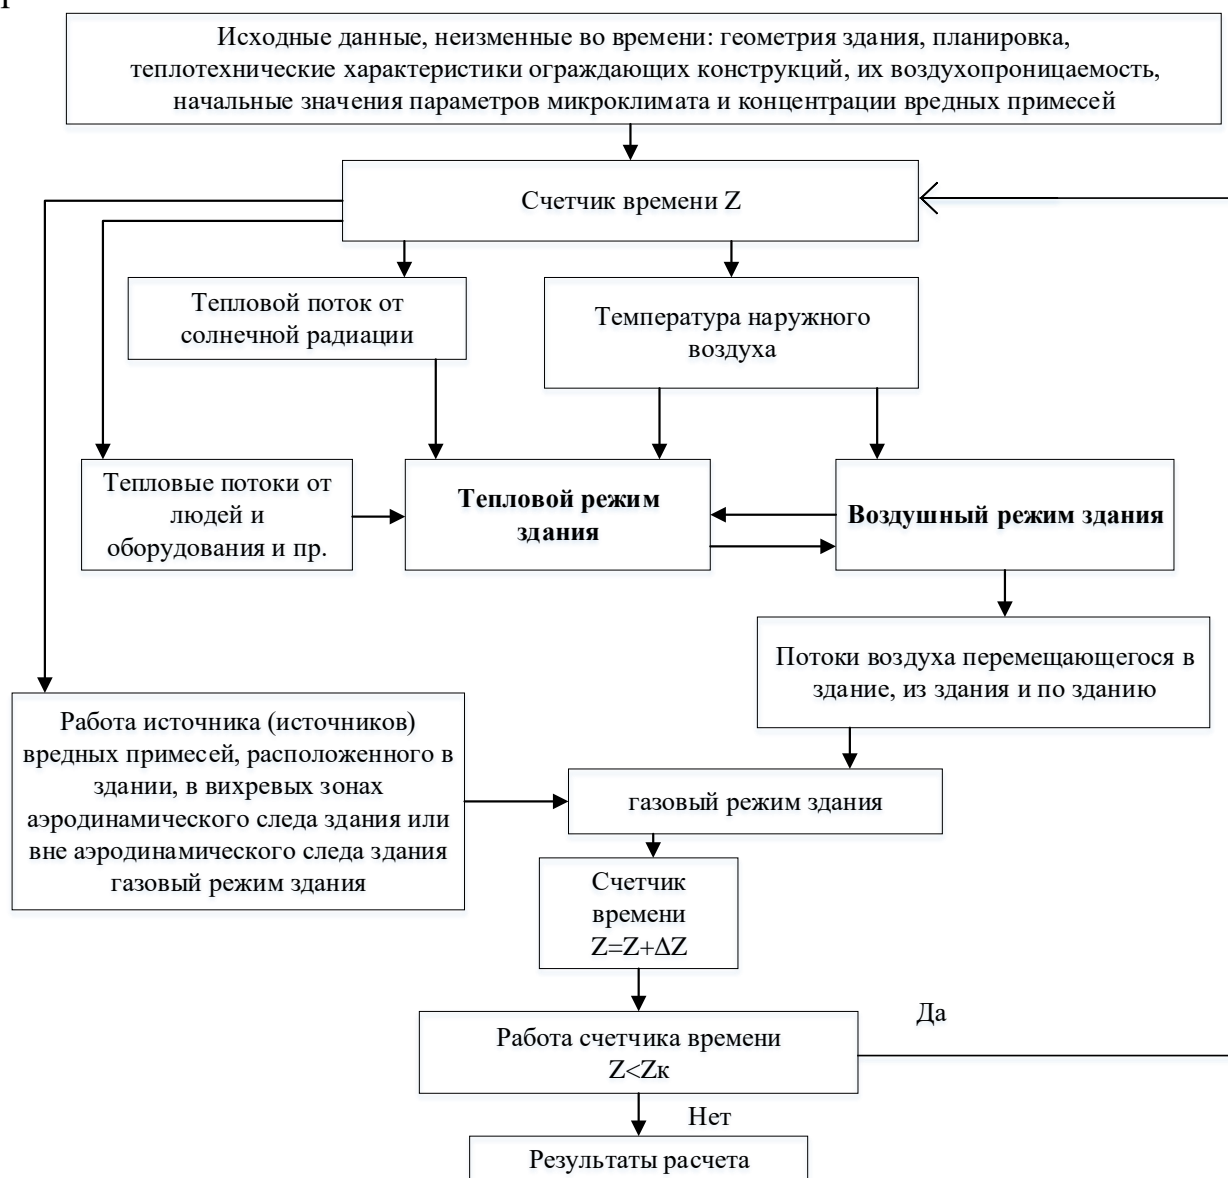 Исходные данные, неизменные во времени: геометрия здания, планировка,
теплотехнические характеристики ограждающих конструкций, их воздухопроницаемость,
начальные значения параметров микроклимата и концентрации вредных примесей
Счетчик времени Z
Тепловой поток от
солнечной радиации
Температура наружного
воздуха
Тепловые потоки от
людей и
оборудования и пр.
Тепловой режим
здания
Воздушный режим здания
Потоки воздуха перемещающегося в
здание, из здания и по зданию
Работа источника (источников)
вредных примесей, расположенного в
здании, в вихревых зонах
аэродинамического следа здания или
вне аэродинамического следа здания
газовый режим здания
газовый режим здания
Счетчик
времени
Z=Z+ΔZ
Работа счетчика времени
Z<Zк
Да
Нет
Результаты расчета